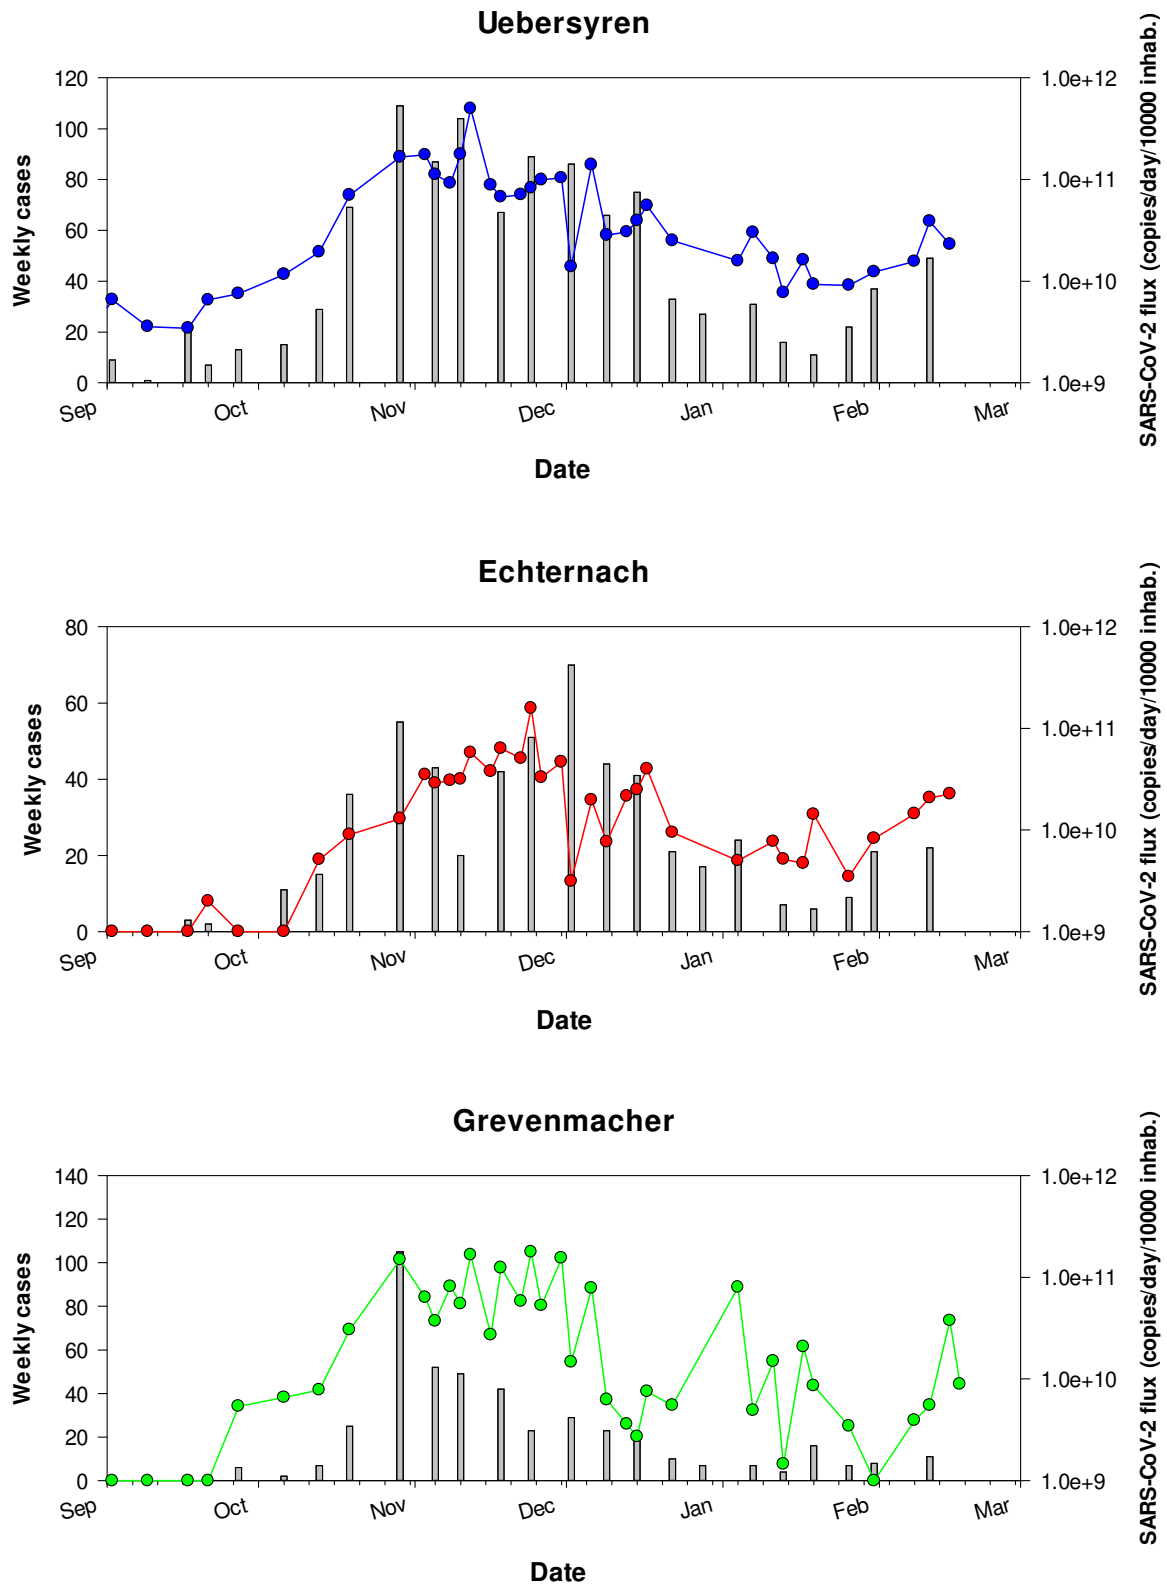 Uebersyren
120
100
80
60
40
20
0
Weekly cases
1.0e+12
1.0e+11
1.0e+10
1.0e+9
SARS-CoV-2 flux (copies/day/10000 inhab.)
Sep Oct Nov Dec Jan Feb Mar
Date
Echternach
80
60
40
20
0
Weekly cases
1.0e+12
1.0e+11
1.0e+10
1.0e+9
SARS-CoV-2 flux (copies/day/10000 inhab.)
Sep Oct Nov Dec Jan Feb Mar
Date
Grevenmacher
140
120
100
80
60
40
20
0
Weekly cases
1.0e+12
1.0e+11
1.0e+10
1.0e+9
SARS-CoV-2 flux (copies/day/10000 inhab.)
Sep Oct Nov Dec Jan Feb Mar
Date